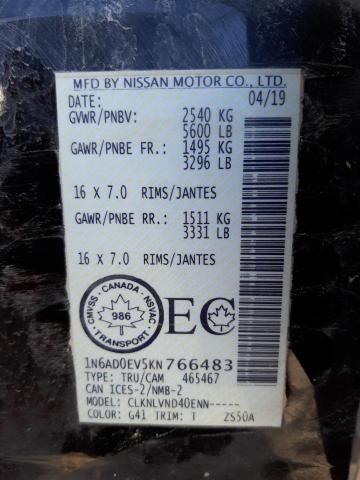 MFD BY NISSAN MOTOR CO., LTD.
DATE: 04/19
GVWR/PNBV: 2540 KG
5600 LB
GAWR/PNBE FR.: 1495 KG
3296 LB
16 X 7.0 RIMS/JANTES
GAWR/PNBE RR.: 1511 KG
3331 LB
16 X 7.0 RIMS/JANTES
CANADA
CMVSS NSVAC
986
TRANSPORT
EC
1N6AD0EV5KN766483
TYPE: TRU/CAM 465467
CAN ICES-2/NMB-2
MODEL: CLKNLVND40ENN-----
COLOR: G41 TRIM: T 2S50A